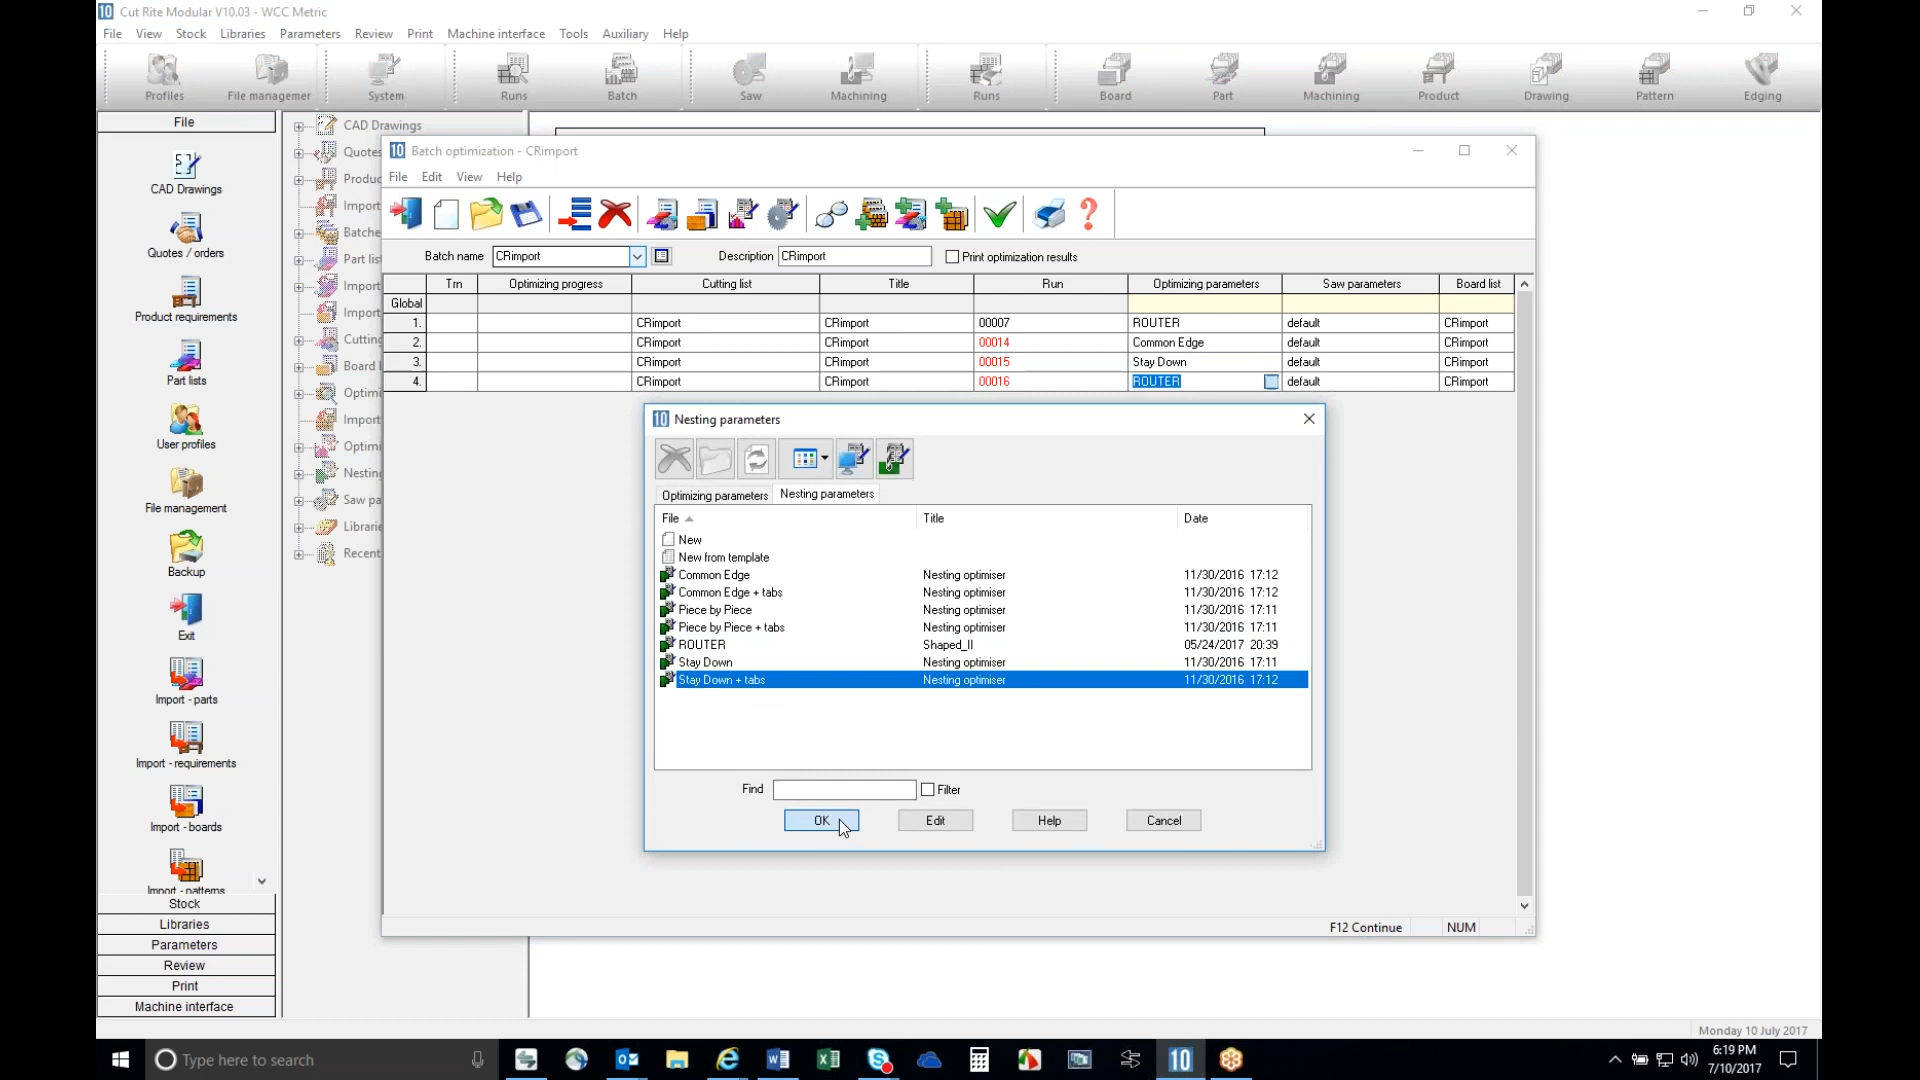 Cut Rite Modular V10.03 - WCC Metric
File View Stock Libraries Parameters Review Print Machine interface Tools Auxiliary Help
Profiles File managemer System Runs Batch Saw Machining Runs Board Part Machining Product Drawing Pattern Edging
File
CAD Drawings
Quotes / orders
Product requirements
Part lists
User profiles
File management
Backup
Exit
Import - parts
Import - requirements
Import - boards
Import - patterns
Stock
Libraries
Parameters
Review
Print
Machine interface
CAD Drawings
Quotes
Produc
Import
Batche
Part lis
Import
Import
Cutting
Board l
Optimi
Import
Optimi
Nesting
Saw pa
Librarie
Recent
10 Batch optimization - CRimport
File Edit View Help
Batch name CRimport Description CRimport Print optimization results
Trn Optimizing progress Cutting list Title Run Optimizing parameters Saw parameters Board list
Global
1. CRimport CRimport 00007 ROUTER default CRimport
2. CRimport CRimport 00014 Common Edge default CRimport
3. CRimport CRimport 00015 Stay Down default CRimport
4. CRimport CRimport 00016 ROUTER default CRimport
10 Nesting parameters
Optimizing parameters Nesting parameters
File Title Date
New
New from template
Common Edge Nesting optimiser 11/30/2016 17:12
Common Edge + tabs Nesting optimiser 11/30/2016 17:12
Piece by Piece Nesting optimiser 11/30/2016 17:11
Piece by Piece + tabs Nesting optimiser 11/30/2016 17:11
ROUTER Shaped_II 05/24/2017 20:39
Stay Down Nesting optimiser 11/30/2016 17:11
Stay Down + tabs Nesting optimiser 11/30/2016 17:12
Find Filter
OK Edit Help Cancel
F12 Continue NUM
Monday 10 July 2017
Type here to search
10
6:19 PM
7/10/2017